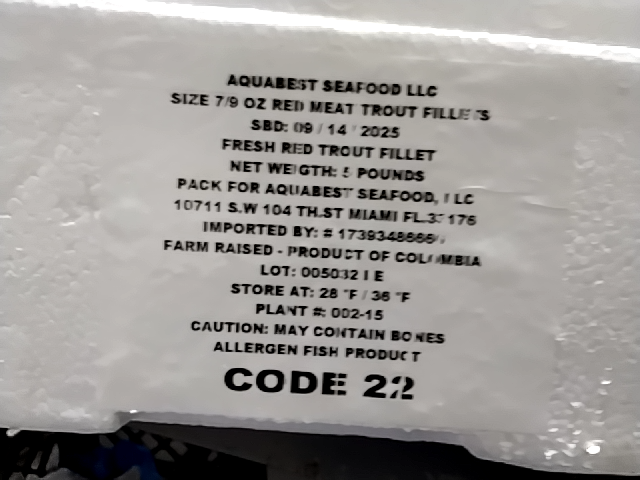 AQUABEST SEAFOOD LLC
SIZE 7/9 OZ RED MEAT TROUT FILLETS
SBD: 09 / 14 / 2025
FRESH RED TROUT FILLET
NET WEIGTH: 5 POUNDS
PACK FOR AQUABEST SEAFOOD, LLC
10711 S.W 104 TH.ST MIAMI FL.33176
IMPORTED BY: #
FARM RAISED - PRODUCT OF COLOMBIA
LOT: 005032 I E
STORE AT: 28 °F / 36 °F
PLANT #: 002-15
CAUTION: MAY CONTAIN BONES
ALLERGEN FISH PRODUCT
CODE 22